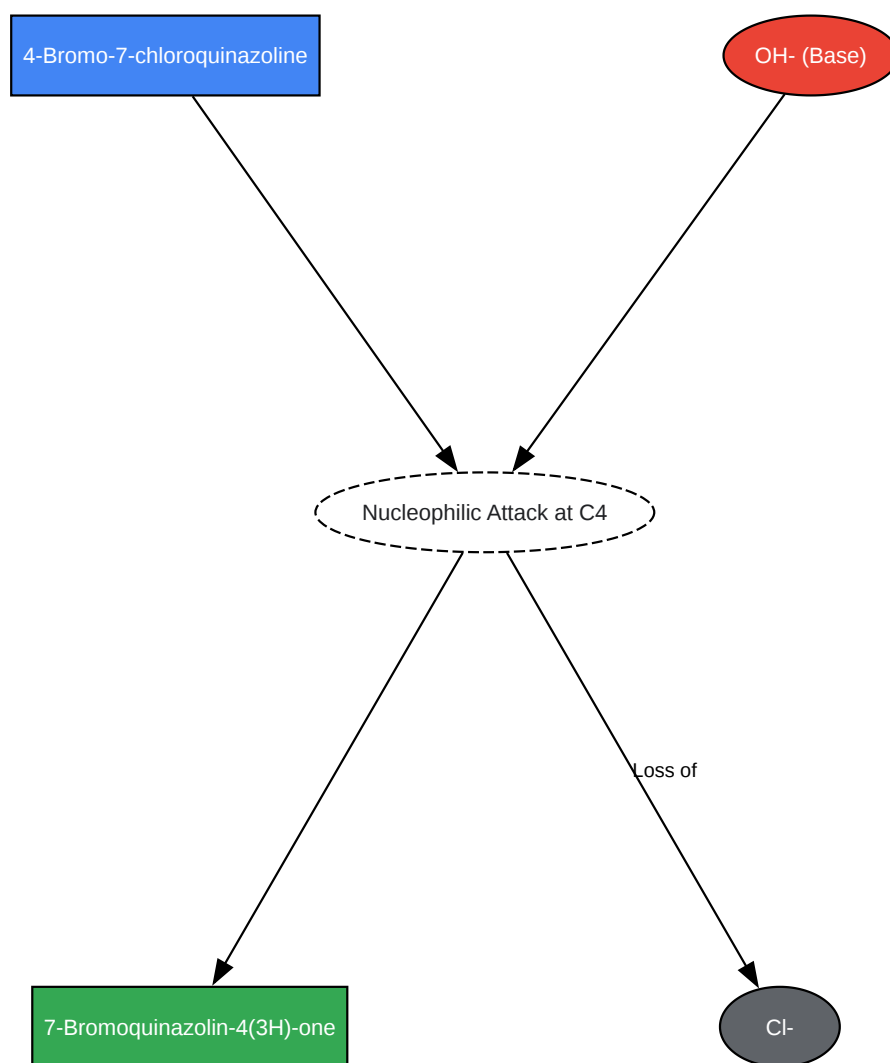 4-Bromo-7-chloroquinazoline
OH- (Base)
Nucleophilic Attack at C4
Loss of
7-Bromoquinazolin-4(3H)-one
Cl-